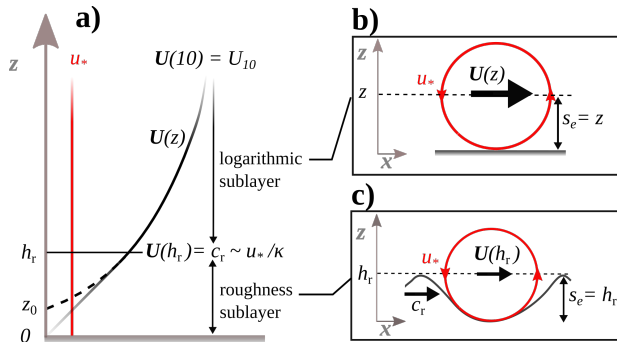 a)
z
u*
U(10) = U10
U(z)
logarithmic
sublayer
hr
U(hr)= cr ~ u* /κ
z0
roughness
sublayer
0
b)
z
u*
U(z)
z
se= z
x
c)
z
u*
U(hr)
hr
cr
se= hr
x